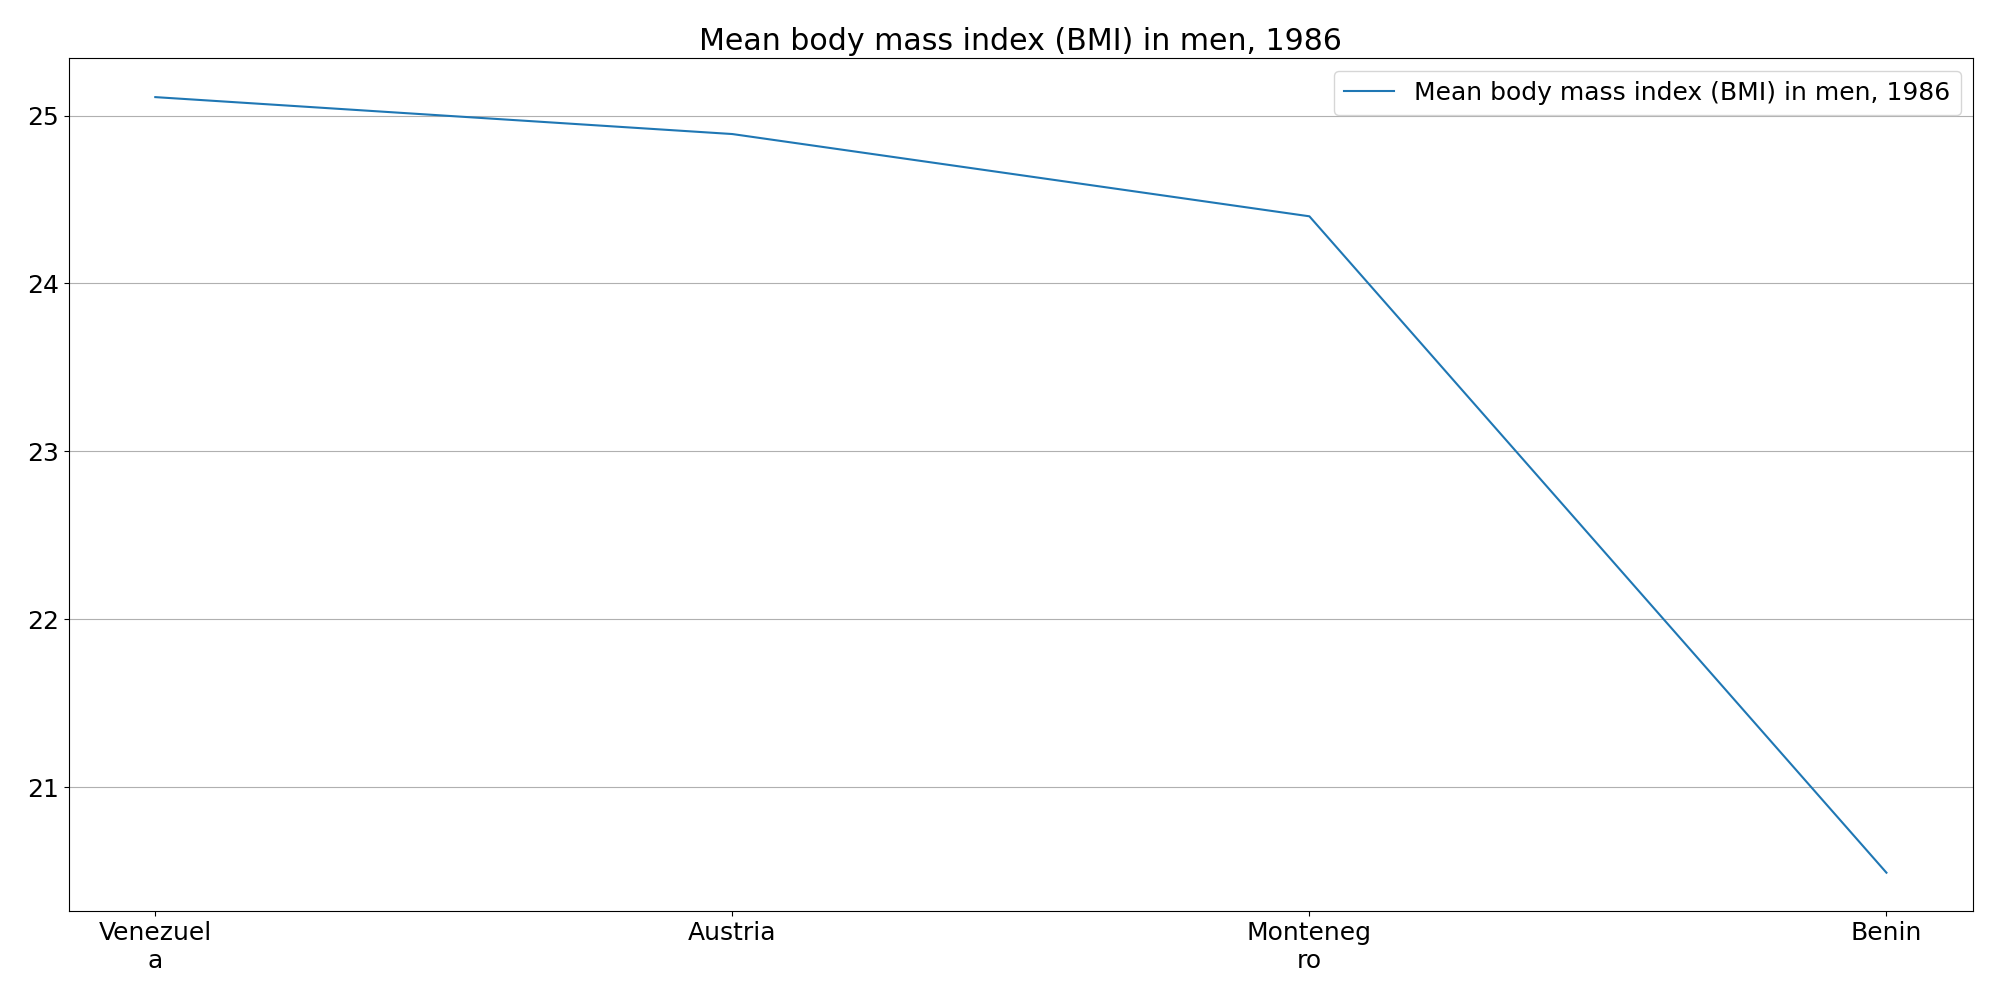 Mean body mass index (BMI) in men, 1986
Mean body mass index (BMI) in men, 1986
25
24
23
22
21
Venezuel
a
Austria
Monteneg
ro
Benin